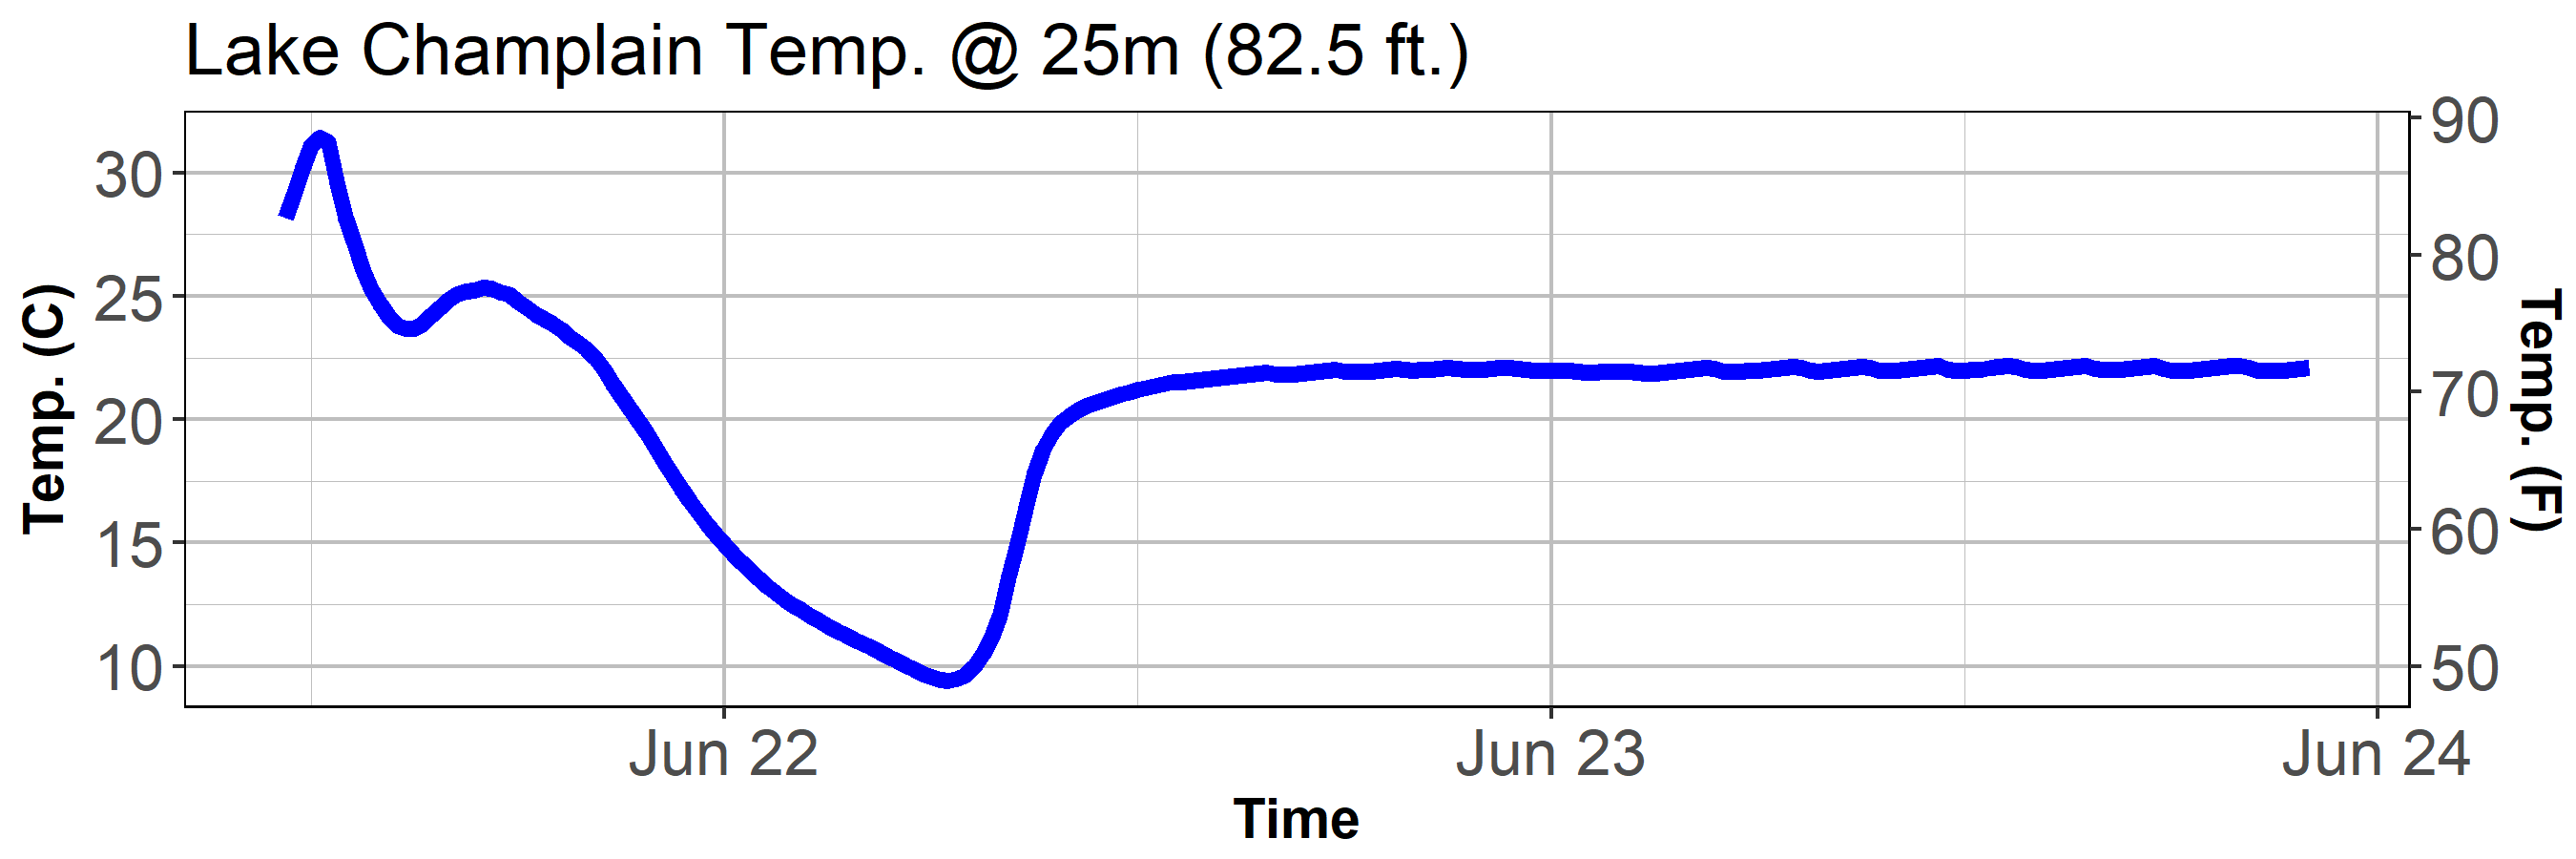 Lake Champlain Temp. @ 25m (82.5 ft.)
Temp. (C)
30
25
20
15
10
90
80
70
60
50
Temp. (F)
Jun 22
Jun 23
Jun 24
Time